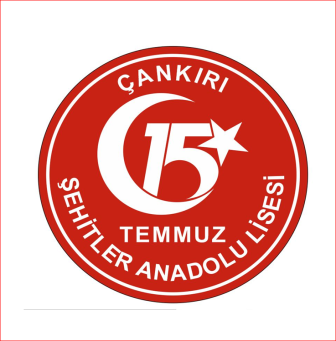 ÇANKIRI
15
TEMMUZ
ŞEHİTLER ANADOLU LİSESİ